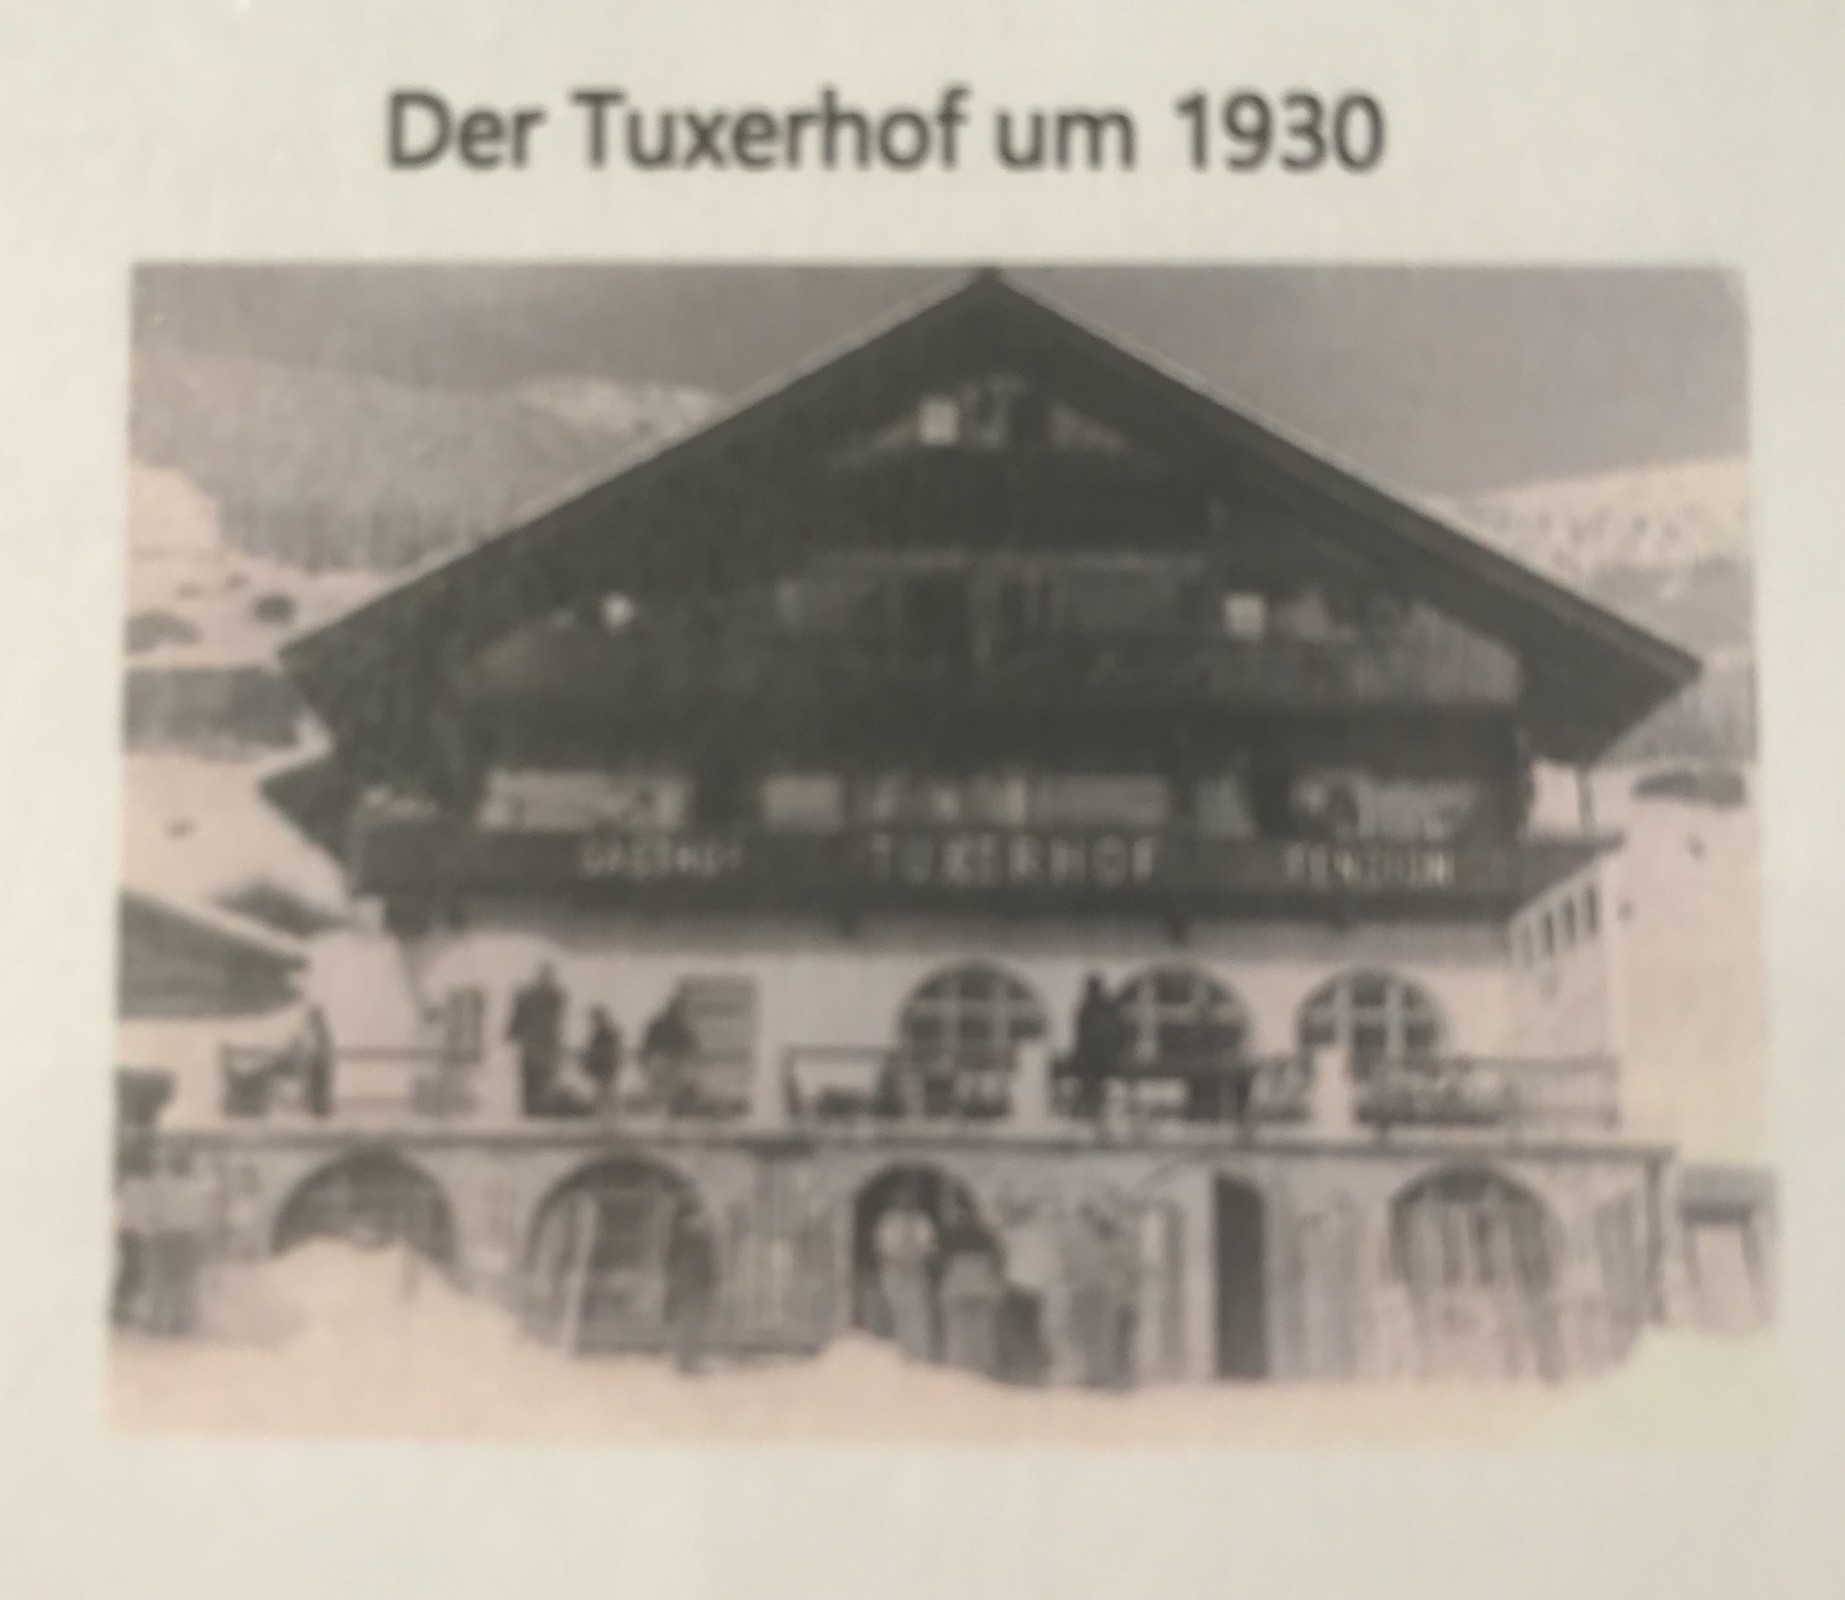 Der Tuxerhof um 1930
GASTHOF TUXERHOF PENSION